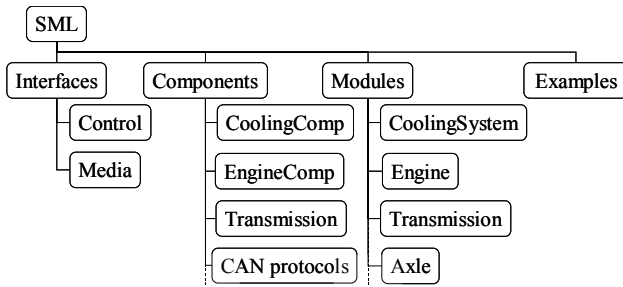 SML
Interfaces
Components
Modules
Examples
Control
CoolingComp
CoolingSystem
Media
EngineComp
Engine
Transmission
Transmission
CAN protocols
Axle